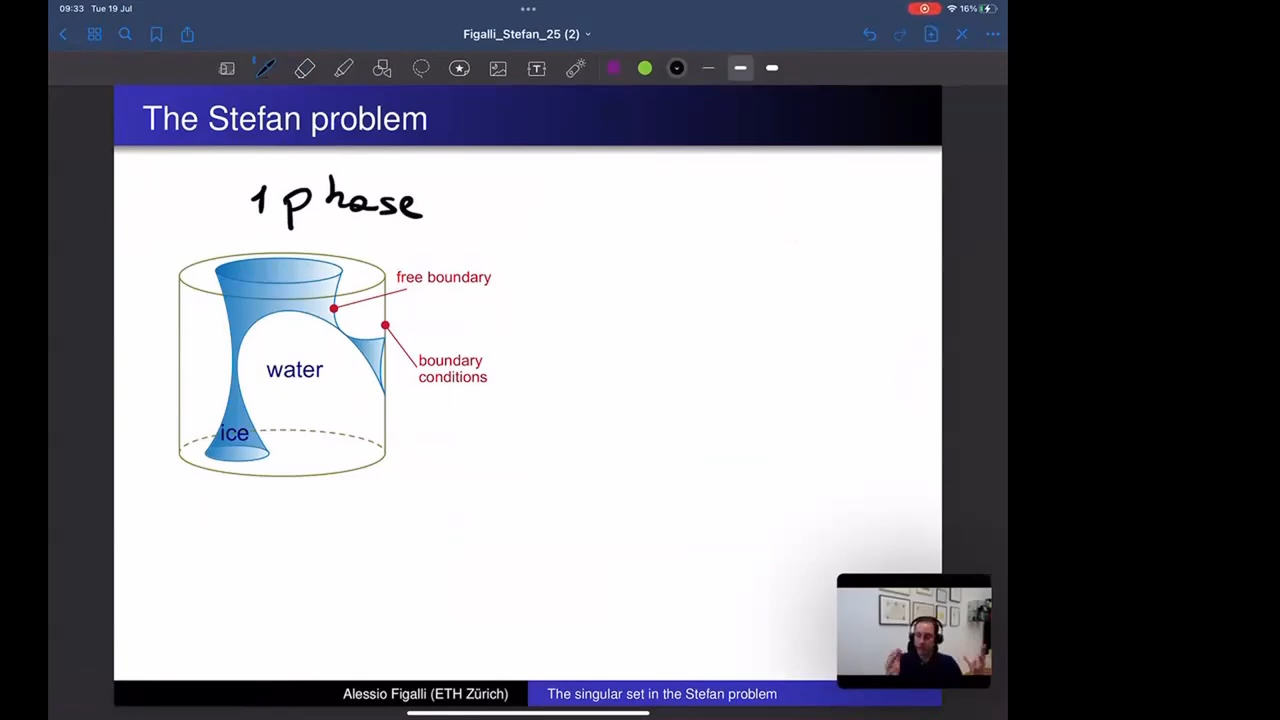 09:33 Tue 19 Jul
16%
Figalli_Stefan_25 (2)
The Stefan problem
1 phase
free boundary
water
boundary
conditions
ice
Alessio Figalli (ETH Zürich)
The singular set in the Stefan problem